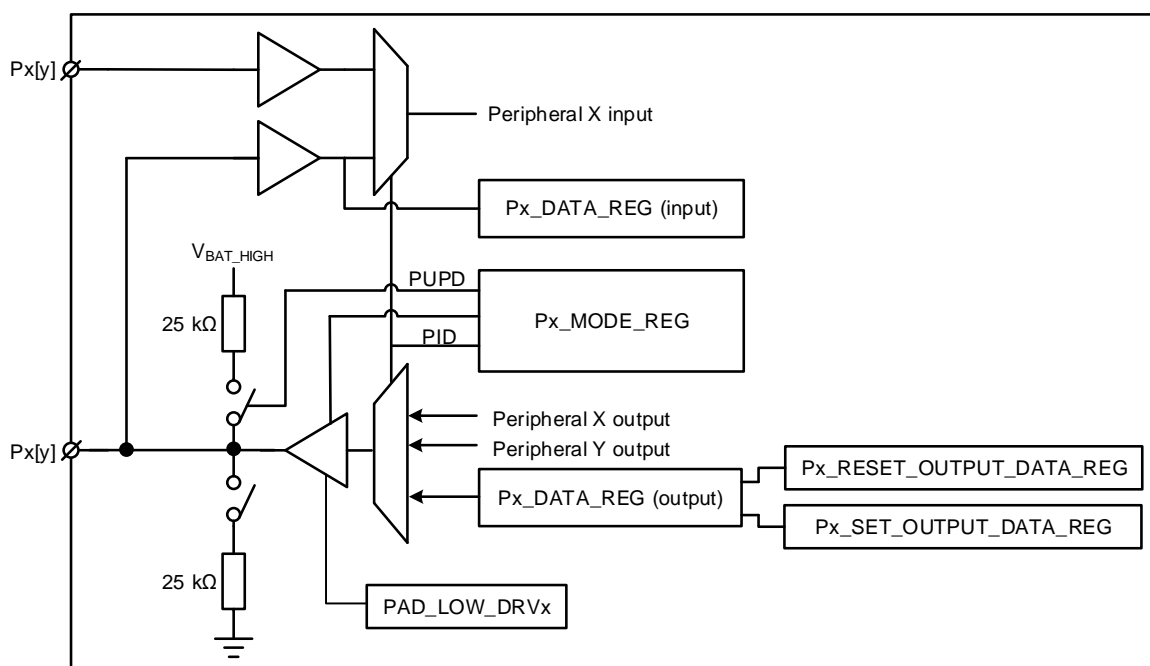 Px[y]
Peripheral X input
Px_DATA_REG (input)
VBAT_HIGH
PUPD
25 kΩ
Px_MODE_REG
PID
Peripheral X output
Px[y]
Peripheral Y output
Px_RESET_OUTPUT_DATA_REG
Px_DATA_REG (output)
Px_SET_OUTPUT_DATA_REG
25 kΩ
PAD_LOW_DRVx